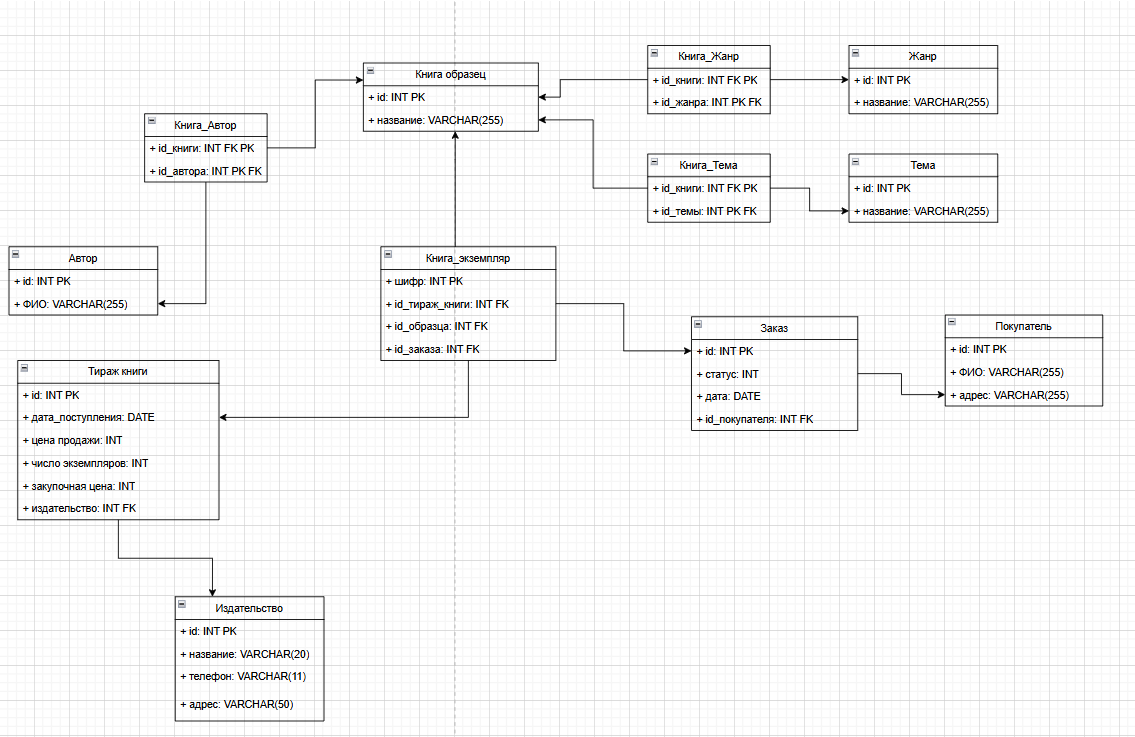 Книга образец
+ id: INT PK
+ название: VARCHAR(255)
Книга_Жанр
+ id_книги: INT FK PK
+ id_жанра: INT PK FK
Жанр
+ id: INT PK
+ название: VARCHAR(255)
Книга_Автор
+ id_книги: INT FK PK
+ id_автора: INT PK FK
Книга_Тема
+ id_книги: INT FK PK
+ id_темы: INT PK FK
Тема
+ id: INT PK
+ название: VARCHAR(255)
Автор
+ id: INT PK
+ ФИО: VARCHAR(255)
Книга_экземпляр
+ шифр: INT PK
+ id_тираж_книги: INT FK
+ id_образца: INT FK
+ id_заказа: INT FK
Заказ
+ id: INT PK
+ статус: INT
+ дата: DATE
+ id_покупателя: INT FK
Покупатель
+ id: INT PK
+ ФИО: VARCHAR(255)
+ адрес: VARCHAR(255)
Тираж книги
+ id: INT PK
+ дата_поступления: DATE
+ цена продажи: INT
+ число экземпляров: INT
+ закупочная цена: INT
+ издательство: INT FK
Издательство
+ id: INT PK
+ название: VARCHAR(20)
+ телефон: VARCHAR(11)
+ адрес: VARCHAR(50)